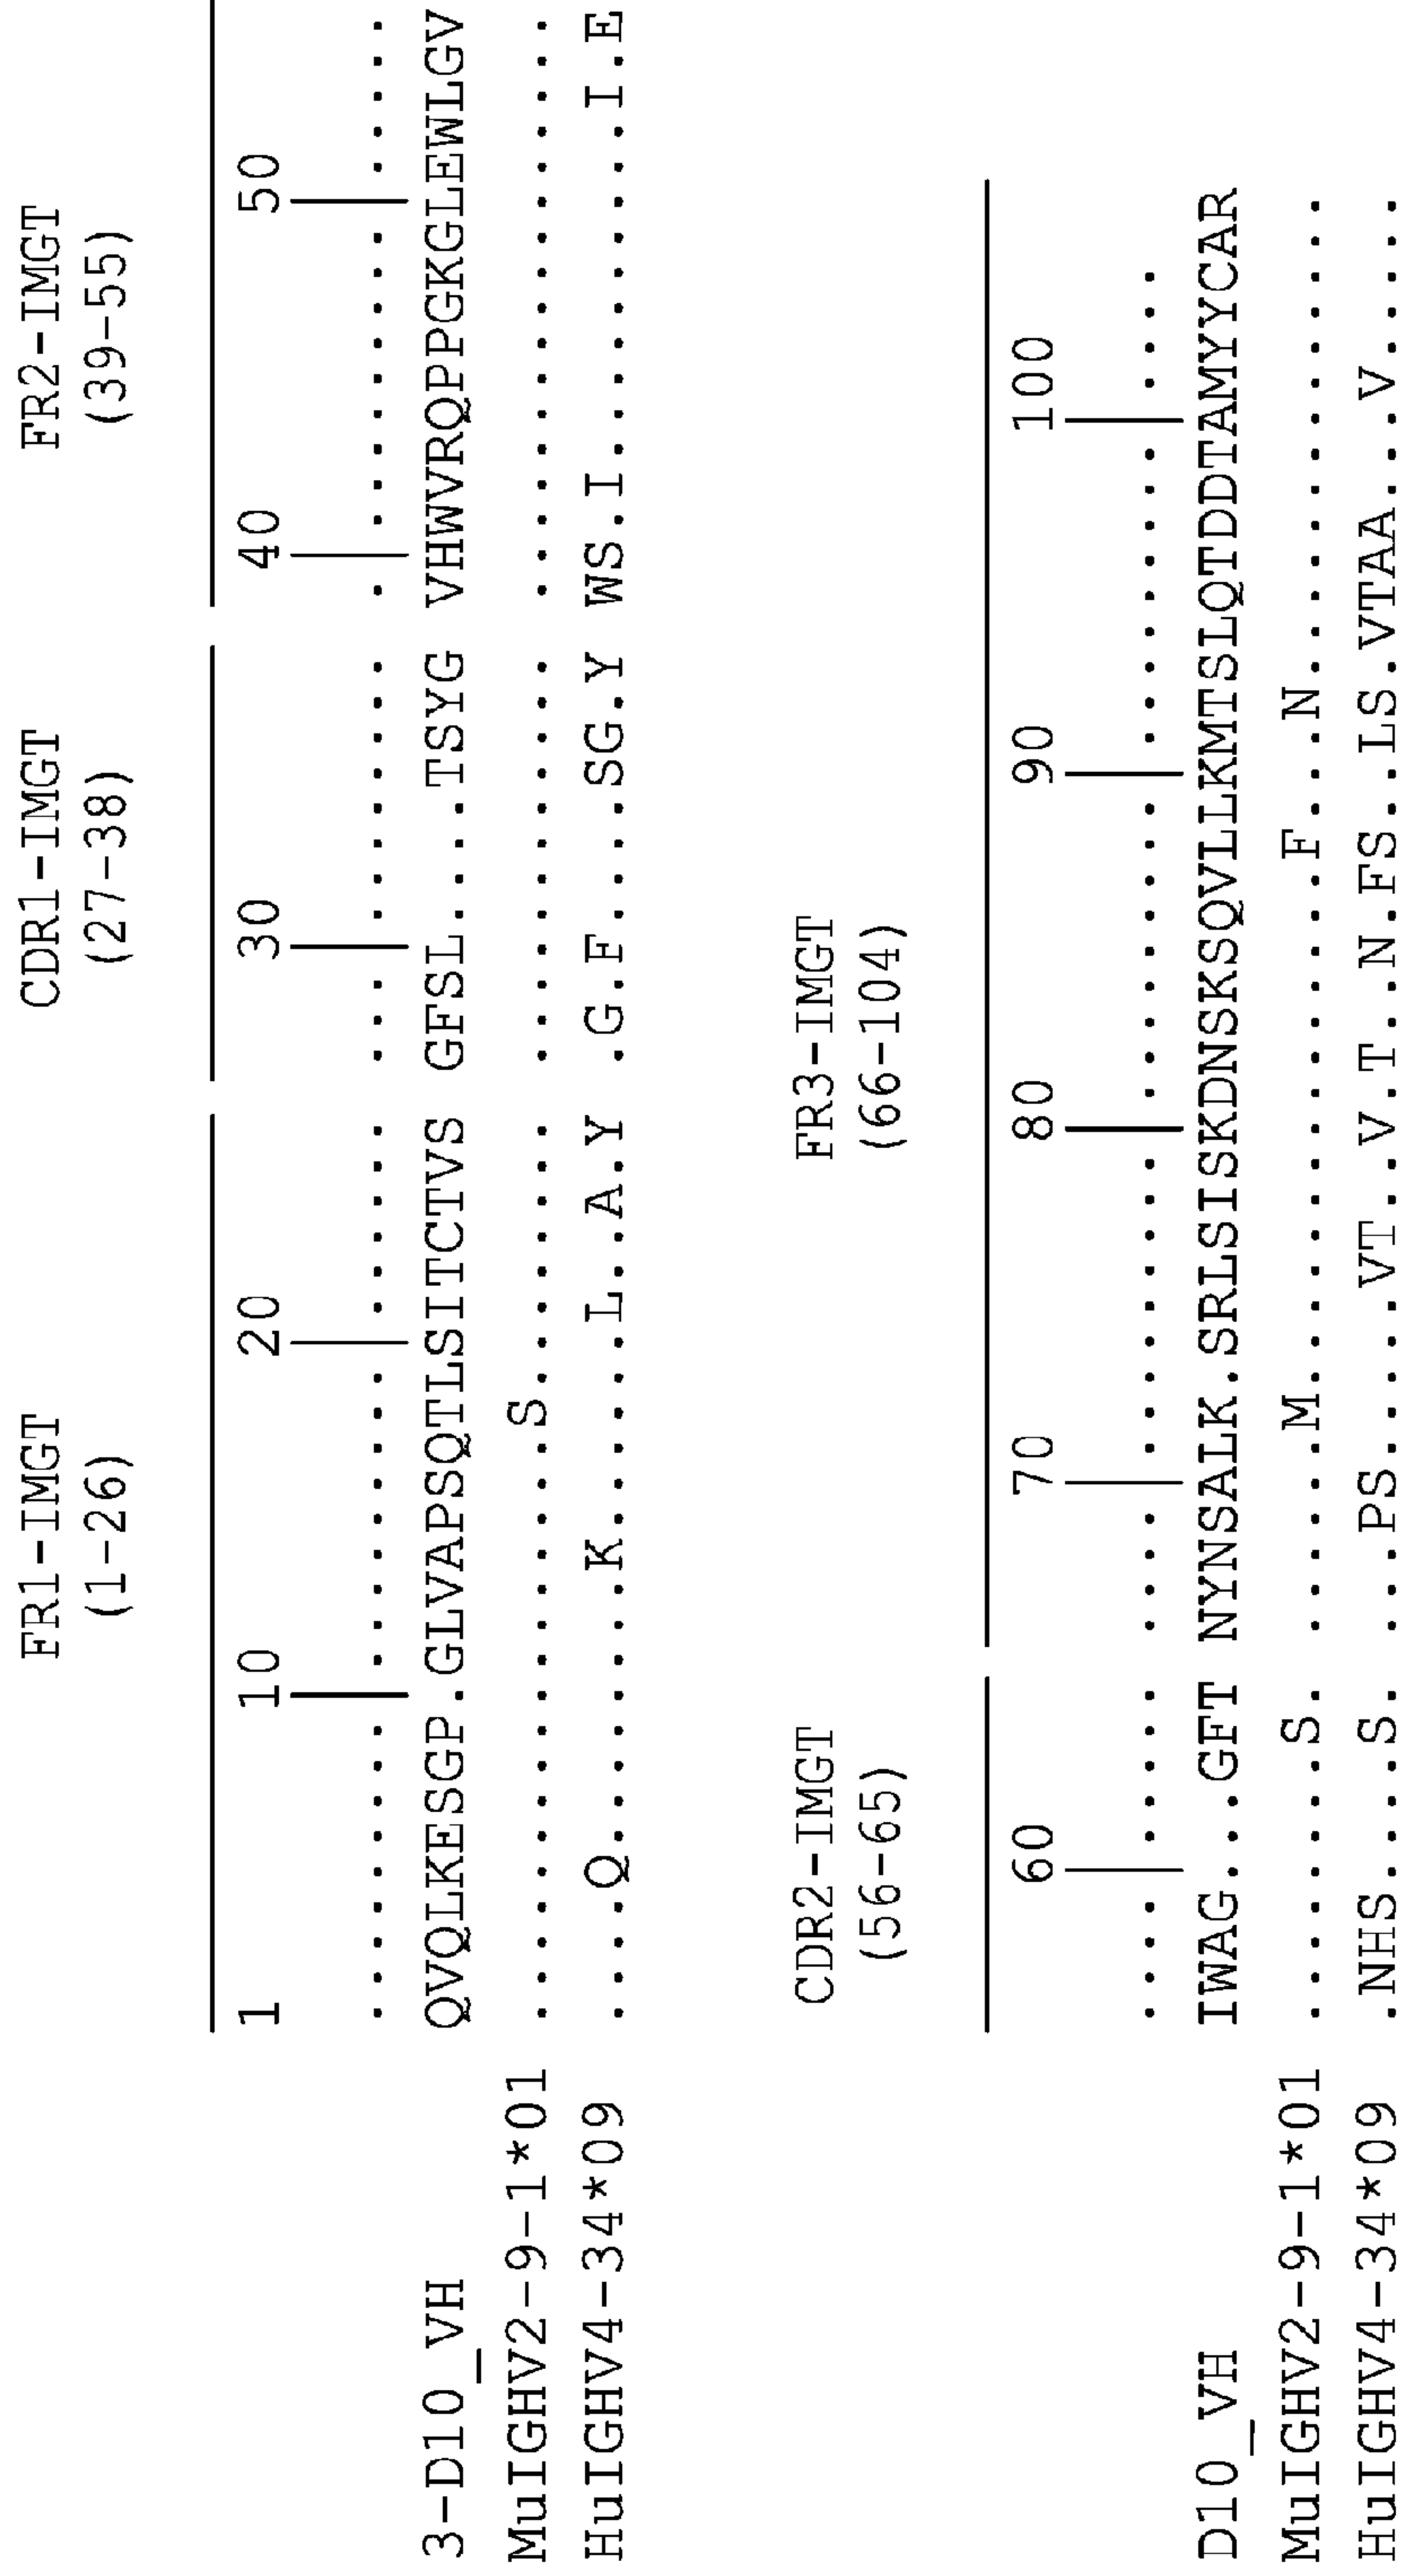 FR1-IMGT CDR1-IMGT FR2-IMGT
(1-26) (27-38) (39-55)
1 10 20 30 40 50
3-D10_VH QVQLKESGP.GLVAPSQTLSITCTVS GFSL....TSYG VHWVRQPPGKGLEWLGV
MuIGHV2-9-1*01 .................S........ ............ .................
HuIGHV4-34*09 ....Q........K......L..A.Y .G.F....SG.Y WS.I..........I.E
CDR2-IMGT FR3-IMGT
(56-65) (66-104)
60 70 80 90 100
D10_VH IWAG...GFT NYNSALK.SRLSISKDNSKSQVLLKMTSLQTDDTAMYYCAR
MuIGHV2-9-1*01 ........S. ......M...............F...N..............
HuIGHV4-34*09 .NHS....S. ...PS.....VT..V.T..N.FS..LS.VTAA...V.....